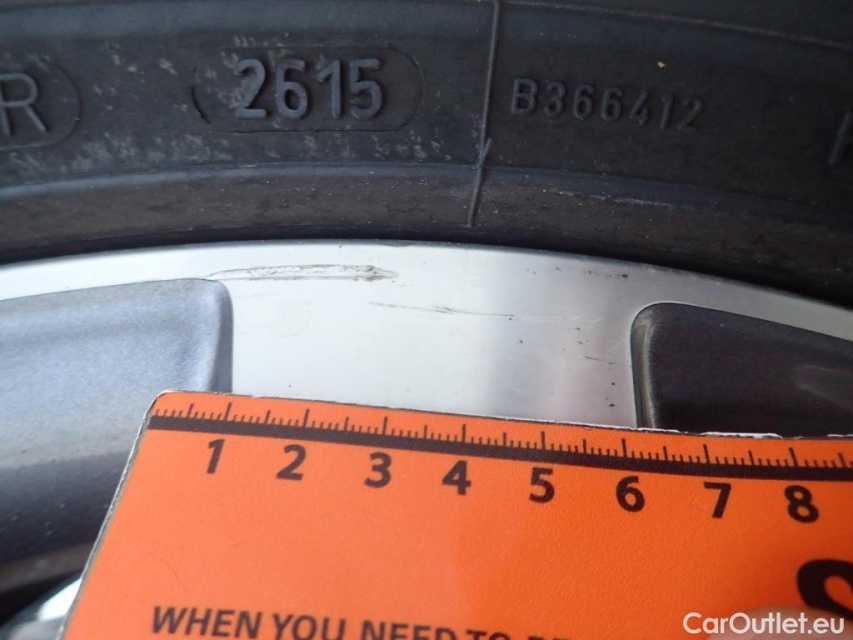 R 2615 B366412
1 2 3 4 5 6 7 8
WHEN YOU NEED TO
CarOutlet.eu